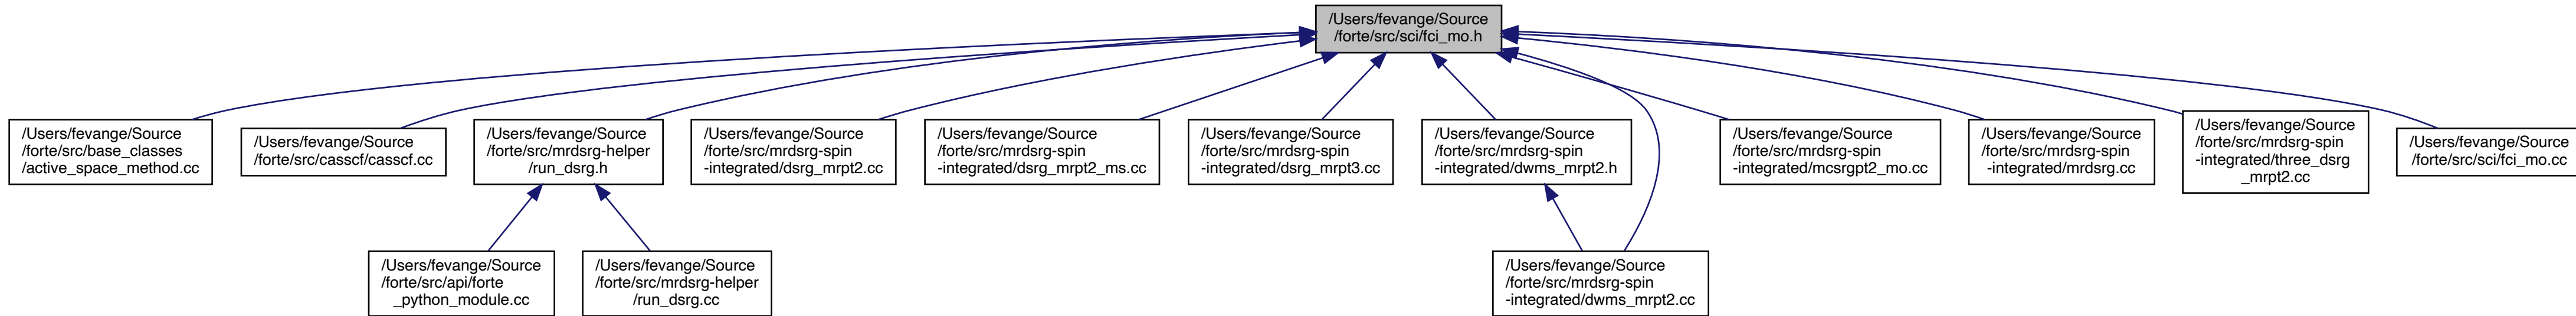 /Users/fevange/Source
/forte/src/sci/fci_mo.h
/Users/fevange/Source
/forte/src/base_classes
/active_space_method.cc
/Users/fevange/Source
/forte/src/casscf/casscf.cc
/Users/fevange/Source
/forte/src/mrdsrg-helper
/run_dsrg.h
/Users/fevange/Source
/forte/src/mrdsrg-spin
-integrated/dsrg_mrpt2.cc
/Users/fevange/Source
/forte/src/mrdsrg-spin
-integrated/dsrg_mrpt2_ms.cc
/Users/fevange/Source
/forte/src/mrdsrg-spin
-integrated/dsrg_mrpt3.cc
/Users/fevange/Source
/forte/src/mrdsrg-spin
-integrated/dwms_mrpt2.h
/Users/fevange/Source
/forte/src/mrdsrg-spin
-integrated/mcsrgpt2_mo.cc
/Users/fevange/Source
/forte/src/mrdsrg-spin
-integrated/mrdsrg.cc
/Users/fevange/Source
/forte/src/mrdsrg-spin
-integrated/three_dsrg
_mrpt2.cc
/Users/fevange/Source
/forte/src/sci/fci_mo.cc
/Users/fevange/Source
/forte/src/api/forte
_python_module.cc
/Users/fevange/Source
/forte/src/mrdsrg-helper
/run_dsrg.cc
/Users/fevange/Source
/forte/src/mrdsrg-spin
-integrated/dwms_mrpt2.cc